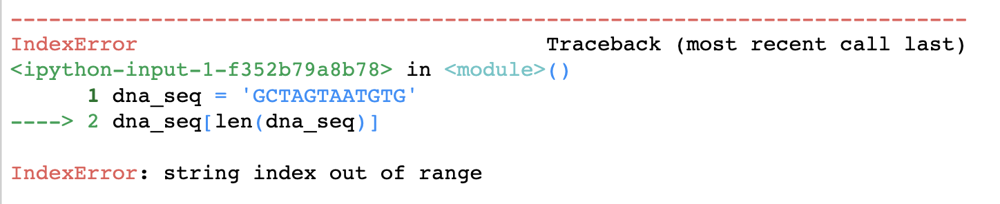 ---------------------------------------------------------------------------
IndexError                                Traceback (most recent call last)
<ipython-input-1-f352b79a8b78> in <module>()
      1 dna_seq = 'GCTAGTAATGTG'
----> 2 dna_seq[len(dna_seq)]

IndexError: string index out of range